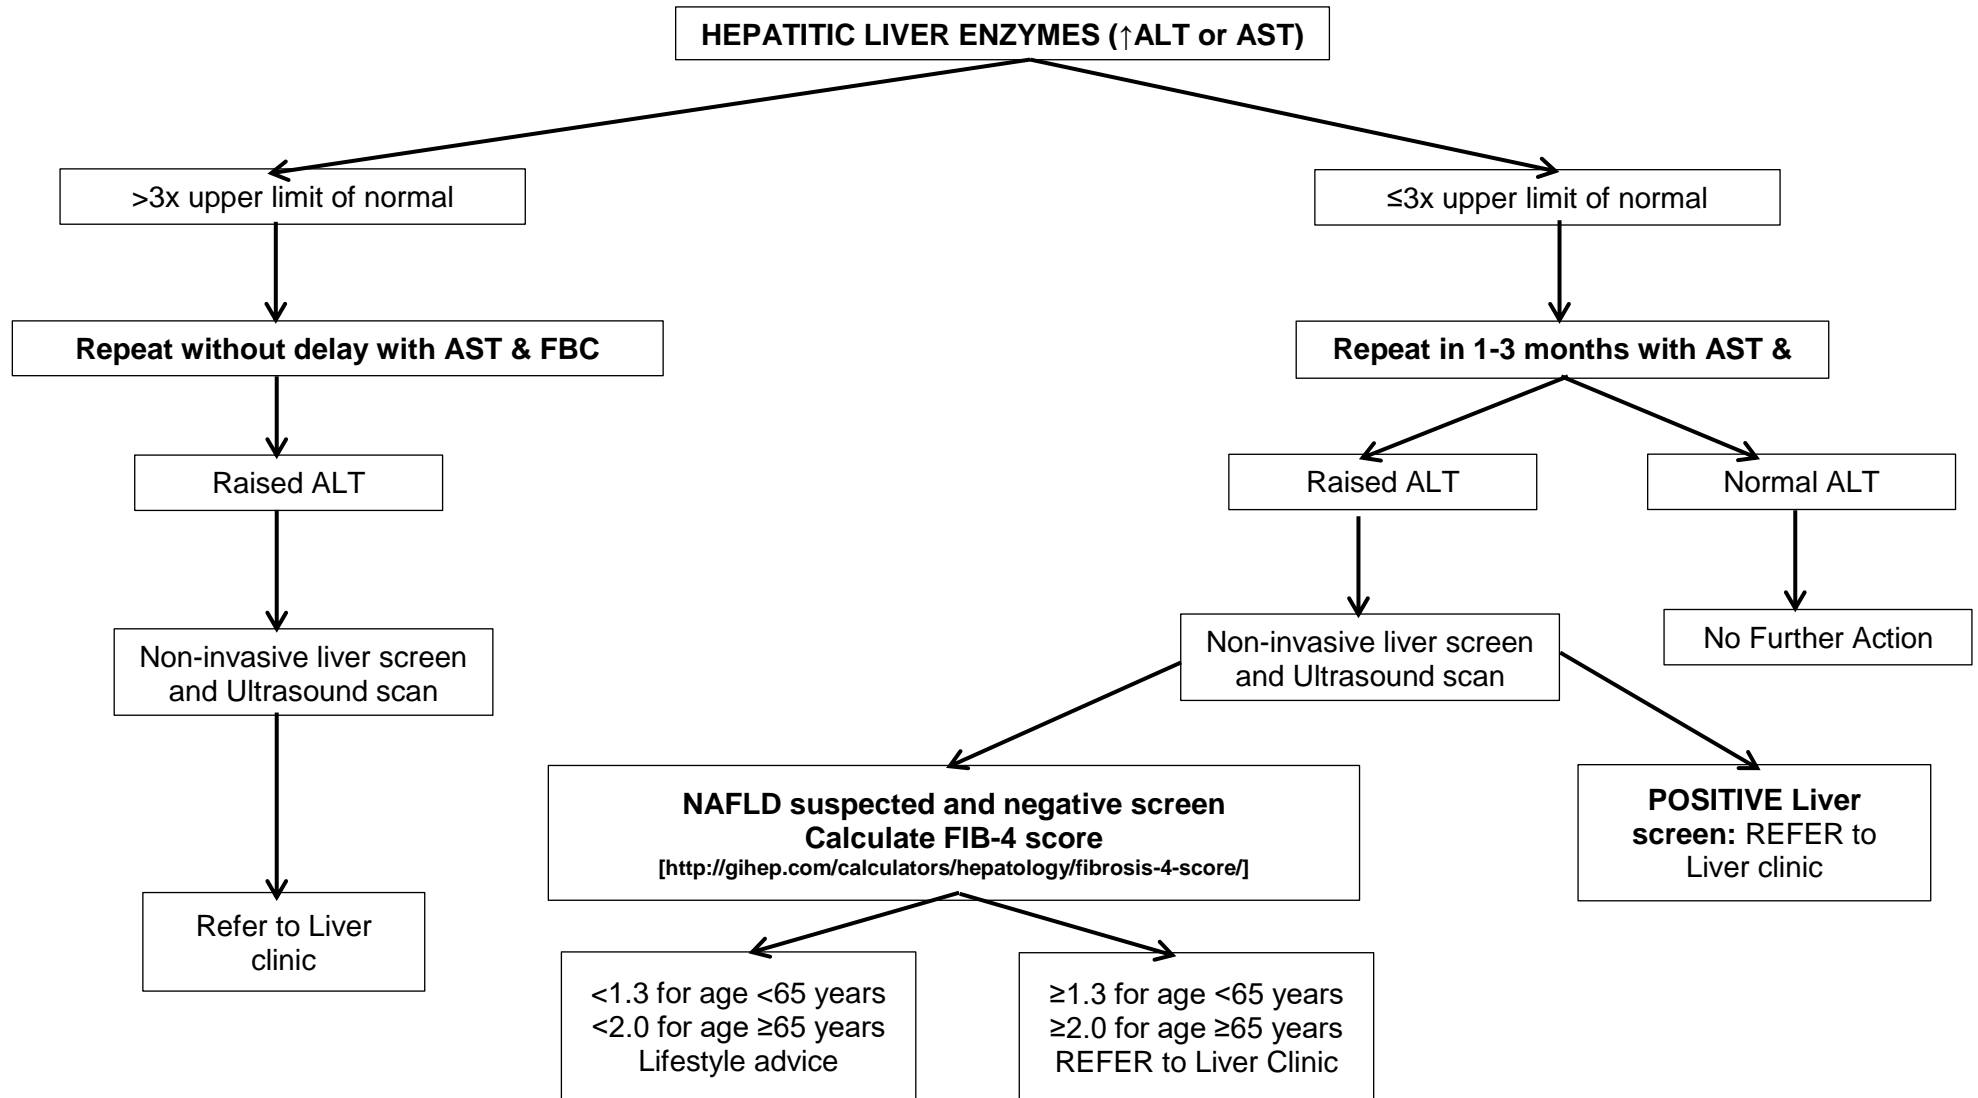 HEPATITIC LIVER ENZYMES (↑ALT or AST)
>3x upper limit of normal
≤3x upper limit of normal
Repeat without delay with AST & FBC
Repeat in 1-3 months with AST &
Raised ALT
Raised ALT
Normal ALT
Non-invasive liver screen
and Ultrasound scan
Non-invasive liver screen
and Ultrasound scan
No Further Action
NAFLD suspected and negative screen
Calculate FIB-4 score
[http://gihep.com/calculators/hepatology/fibrosis-4-score/]
POSITIVE Liver
screen: REFER to
Liver clinic
Refer to Liver
clinic
<1.3 for age <65 years
<2.0 for age ≥65 years
Lifestyle advice
≥1.3 for age <65 years
≥2.0 for age ≥65 years
REFER to Liver Clinic